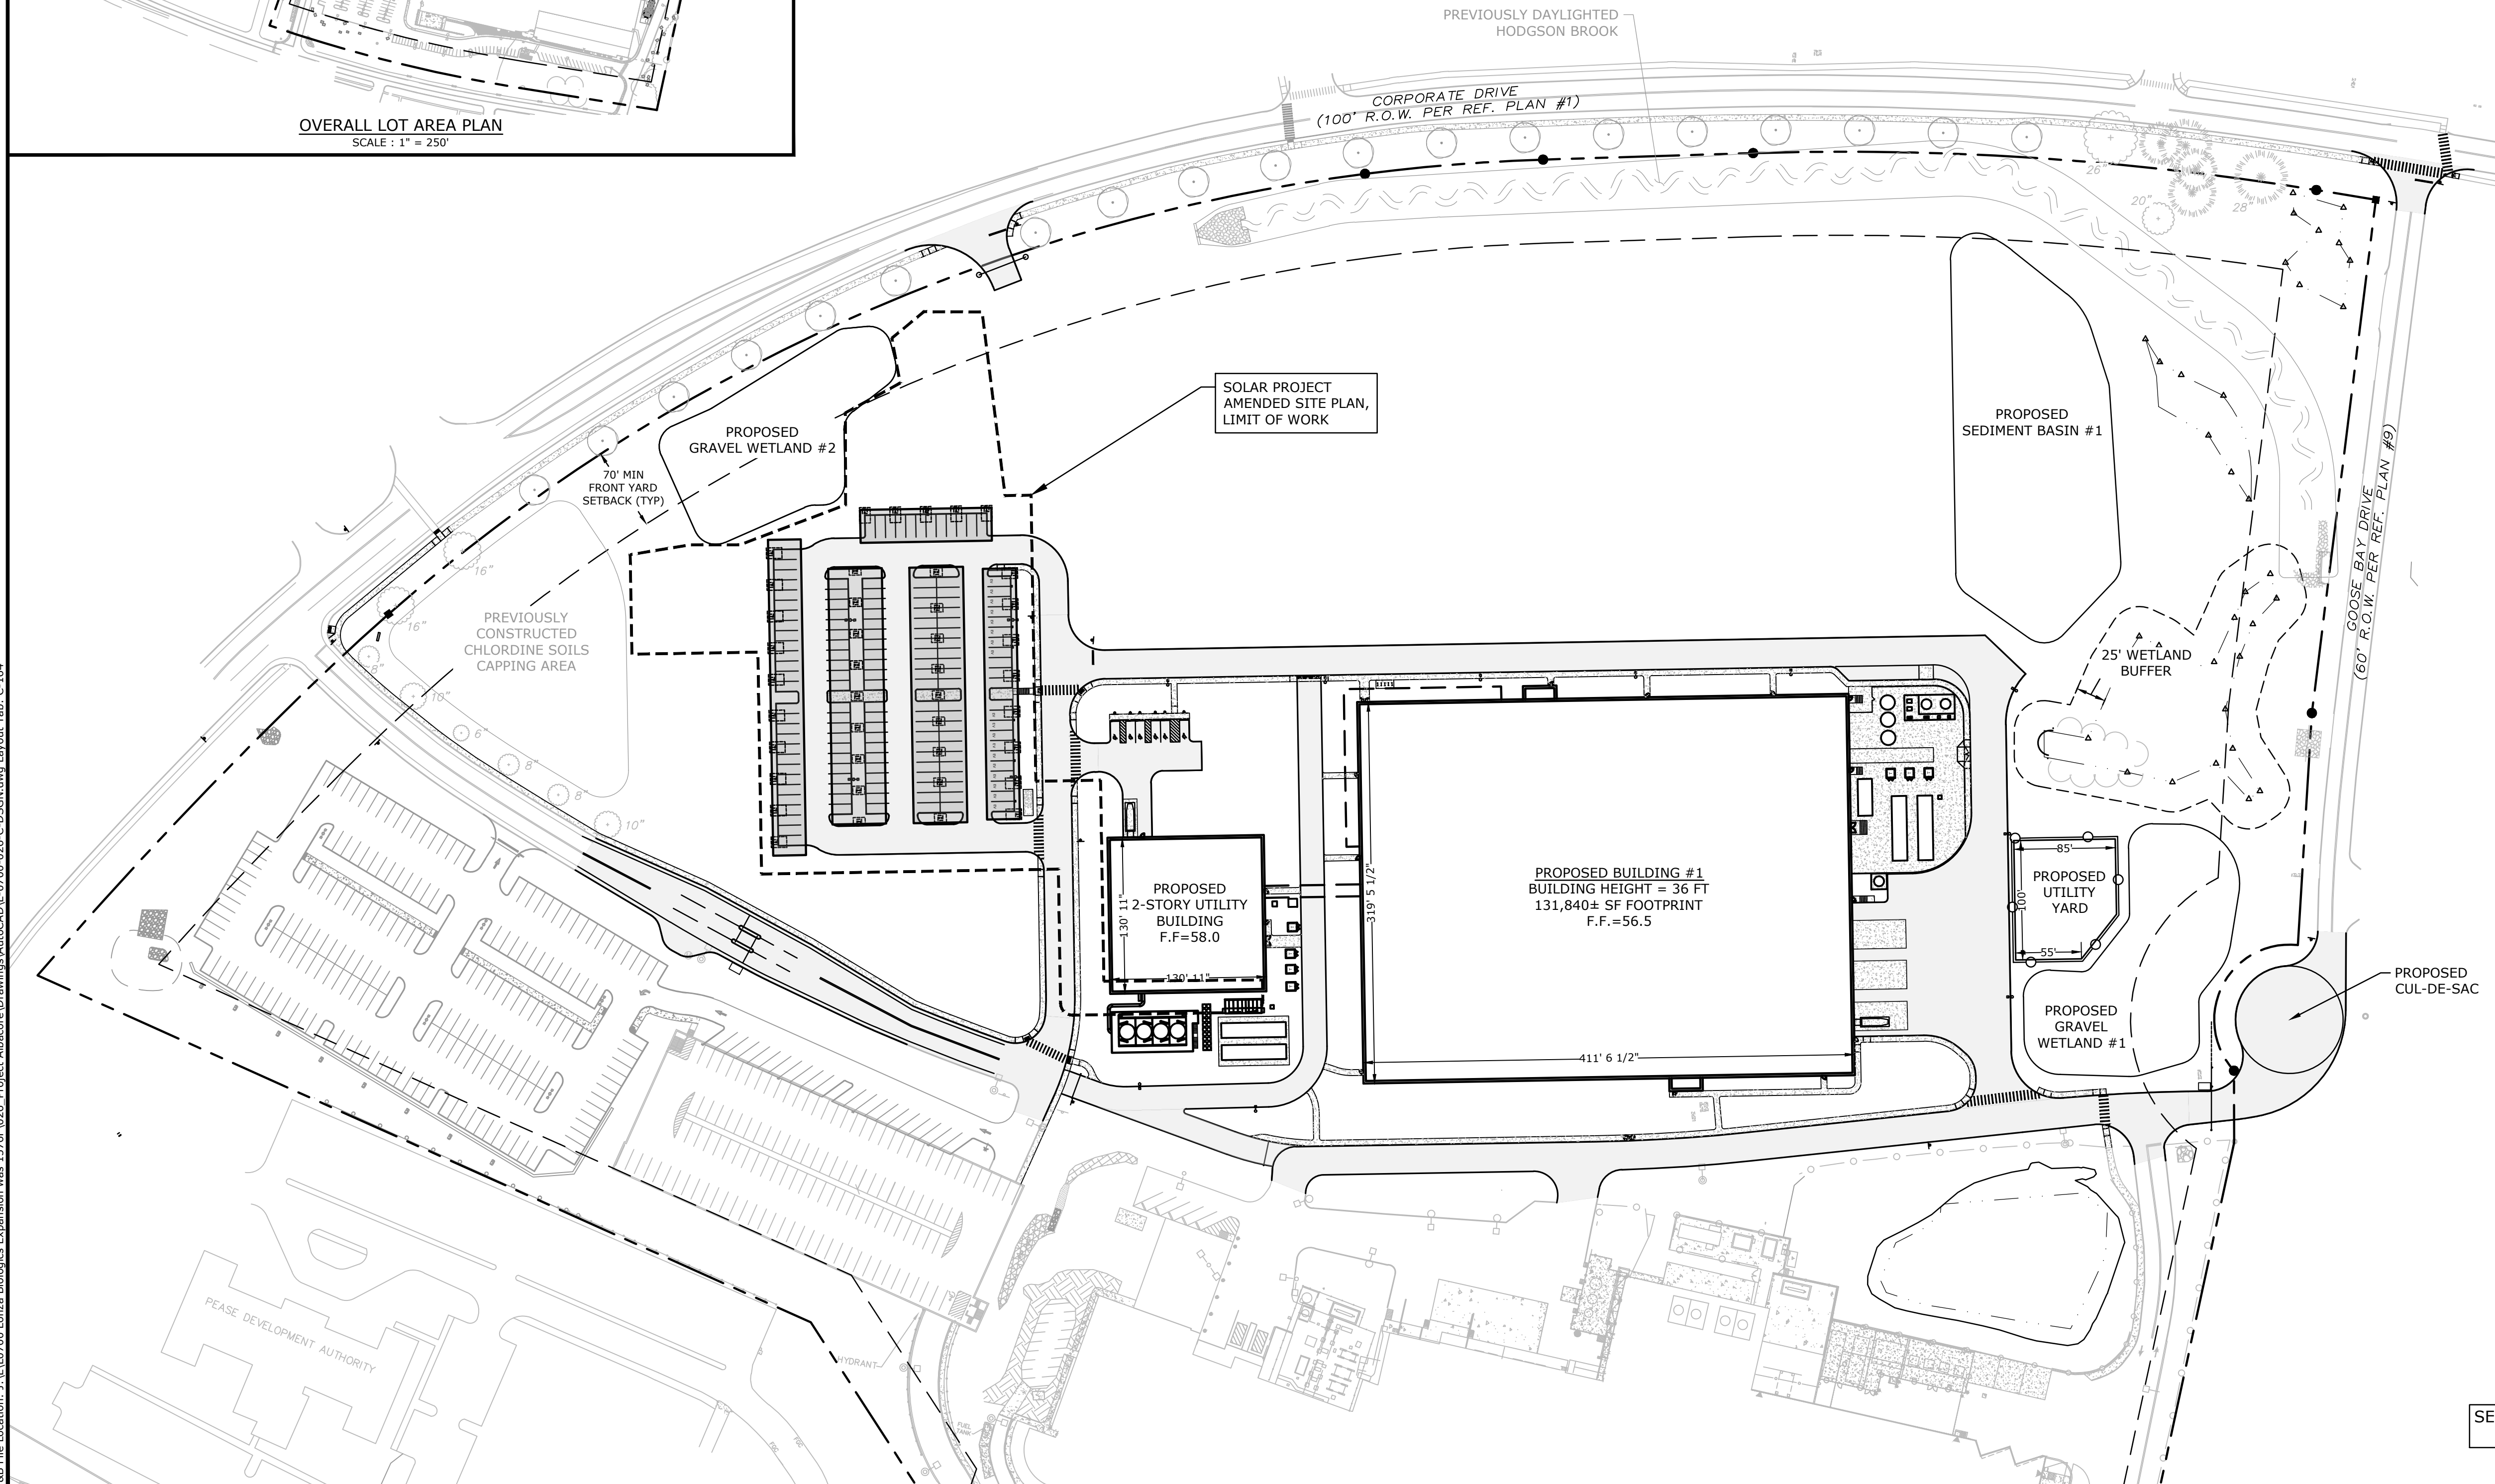 OVERALL LOT AREA PLAN
SCALE : 1" = 250'
PREVIOUSLY DAYLIGHTED
HODGSON BROOK
CORPORATE DRIVE
(100' R.O.W. PER REF. PLAN #1)
26"
20"
28"
SOLAR PROJECT
AMENDED SITE PLAN,
LIMIT OF WORK
PROPOSED
GRAVEL WETLAND #2
70' MIN
FRONT YARD
SETBACK (TYP)
PROPOSED
SEDIMENT BASIN #1
GOOSE BAY DRIVE
(60' R.O.W. PER REF. PLAN #9)
16"
16"
PREVIOUSLY
CONSTRUCTED
CHLORDINE SOILS
CAPPING AREA
8"
10"
6"
8"
8"
10"
25' WETLAND
BUFFER
PROPOSED
2-STORY UTILITY
BUILDING
F.F=58.0
130' 11"
130' 11"
PROPOSED BUILDING #1
BUILDING HEIGHT = 36 FT
131,840± SF FOOTPRINT
F.F.=56.5
319' 5 1/2"
411' 6 1/2"
85'
PROPOSED
UTILITY
YARD
100'
55'
PROPOSED
GRAVEL
WETLAND #1
PROPOSED
CUL-DE-SAC
PEASE DEVELOPMENT AUTHORITY
HYDRANT
FUEL
TANK
SE